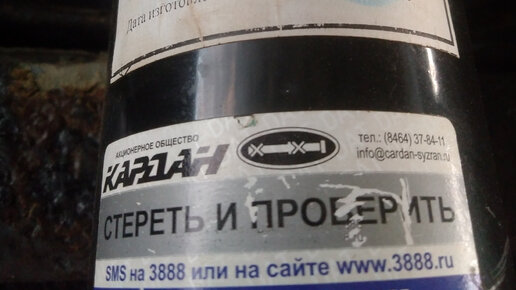 Дата изготовле
АКЦИОНЕРНОЕ ОБЩЕСТВО
КАРДАН
тел.: (8464) 37-84-11
info@cardan-syzran.ru
СТЕРЕТЬ И ПРОВЕРИТЬ
SMS на 3888 или на сайте www.3888.ru